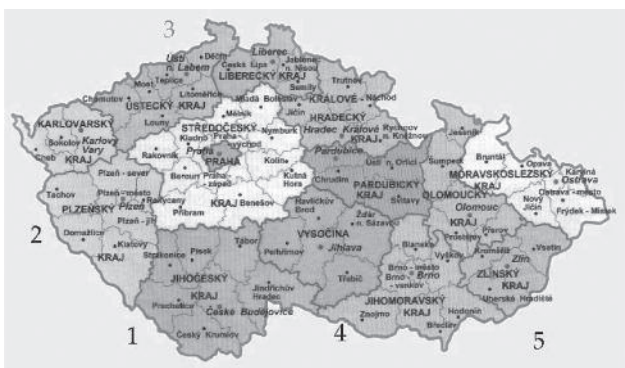 3
Ústí
n. Labem
Děčín
Liberec
Teplice
Most
Česká Lípa
Jablonec
n. Nisou
LIBERECKÝ KRAJ
Semily
Trutnov
Chomutov
Litoměřice
ÚSTECKÝ KRAJ
Louny
Mladá Boleslav
Mělník
Jičín
KRÁLOVÉ-
Náchod
HRADECKÝ
KRAJ
Hradec Králové
Rychnov
n. Kněžnou
KARLOVARSKÝ
KRAJ
Sokolov
Karlovy
Vary
Cheb
STŘEDOČESKÝ
KRAJ
Kladno
Praha-
východ
Nymburk
Rakovník
Praha
PRAHA
Kolín
Beroun
Praha-
západ
Kutná
Hora
Příbram
Benešov
Pardubice
Chrudim
Ústí n. Orlicí
PARDUBICKÝ
KRAJ
Svitavy
Jeseník
Šumperk
Bruntál
Opava
MORAVSKOSLEZSKÝ
KRAJ
Karviná
Ostrava
Ostrava-město
Nový
Jičín
Frýdek-Místek
OLOMOUCKÝ
KRAJ
Olomouc
Prostějov
Přerov
2
Plzeň-sever
Tachov
Plzeň-město
Plzeň
PLZEŇSKÝ
KRAJ
Rokycany
Plzeň-jih
Domažlice
Klatovy
Havlíčkův
Brod
Žďár
n. Sázavou
VYSOČINA
Pelhřimov
Jihlava
Třebíč
Tábor
Písek
Strakonice
JIHOČESKÝ
KRAJ
Jindřichův
Hradec
Prachatice
České Budějovice
Český Krumlov
Blansko
Vyškov
Brno-město
Brno-
venkov
Brno
JIHOMORAVSKÝ
KRAJ
Znojmo
Hodonín
Břeclav
Kroměříž
Vsetín
Zlín
ZLÍNSKÝ
KRAJ
Uherské Hradiště
1
4
5